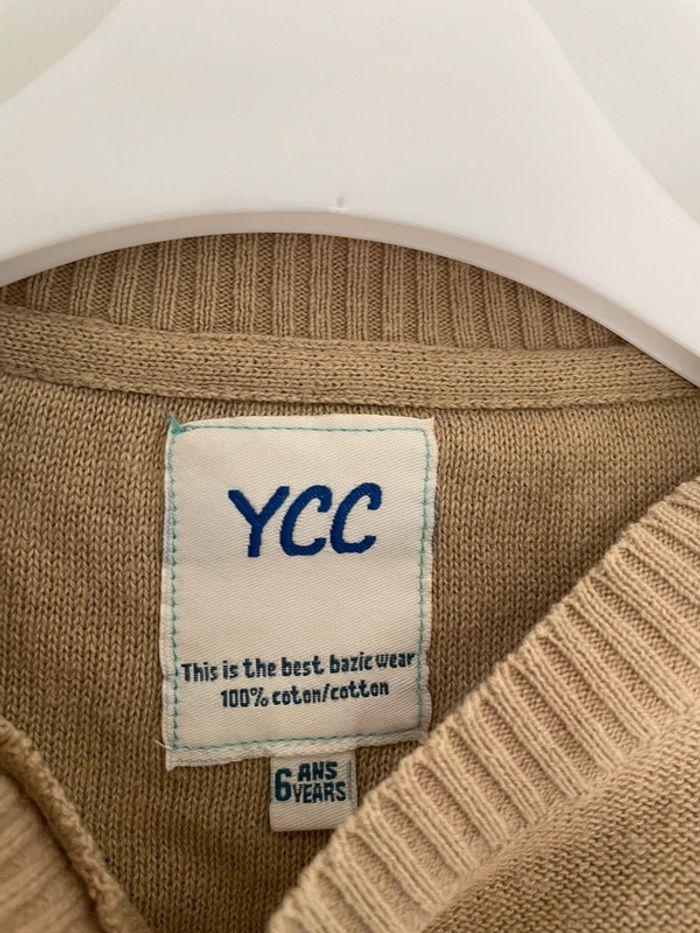 YCC
This is the best bazic wear
100% coton/cotton
6 ANS
YEARS